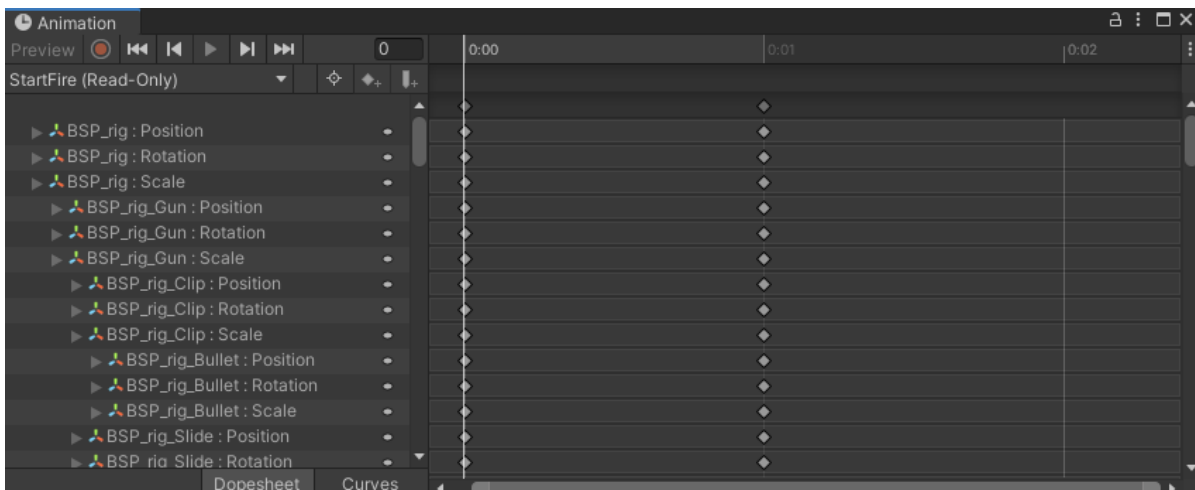 Animation
Preview 0 0:00 0:01 0:02
StartFire (Read-Only)
BSP_rig : Position
BSP_rig : Rotation
BSP_rig : Scale
BSP_rig_Gun : Position
BSP_rig_Gun : Rotation
BSP_rig_Gun : Scale
BSP_rig_Clip : Position
BSP_rig_Clip : Rotation
BSP_rig_Clip : Scale
BSP_rig_Bullet : Position
BSP_rig_Bullet : Rotation
BSP_rig_Bullet : Scale
BSP_rig_Slide : Position
BSP_rig_Slide : Rotation
Dopesheet Curves